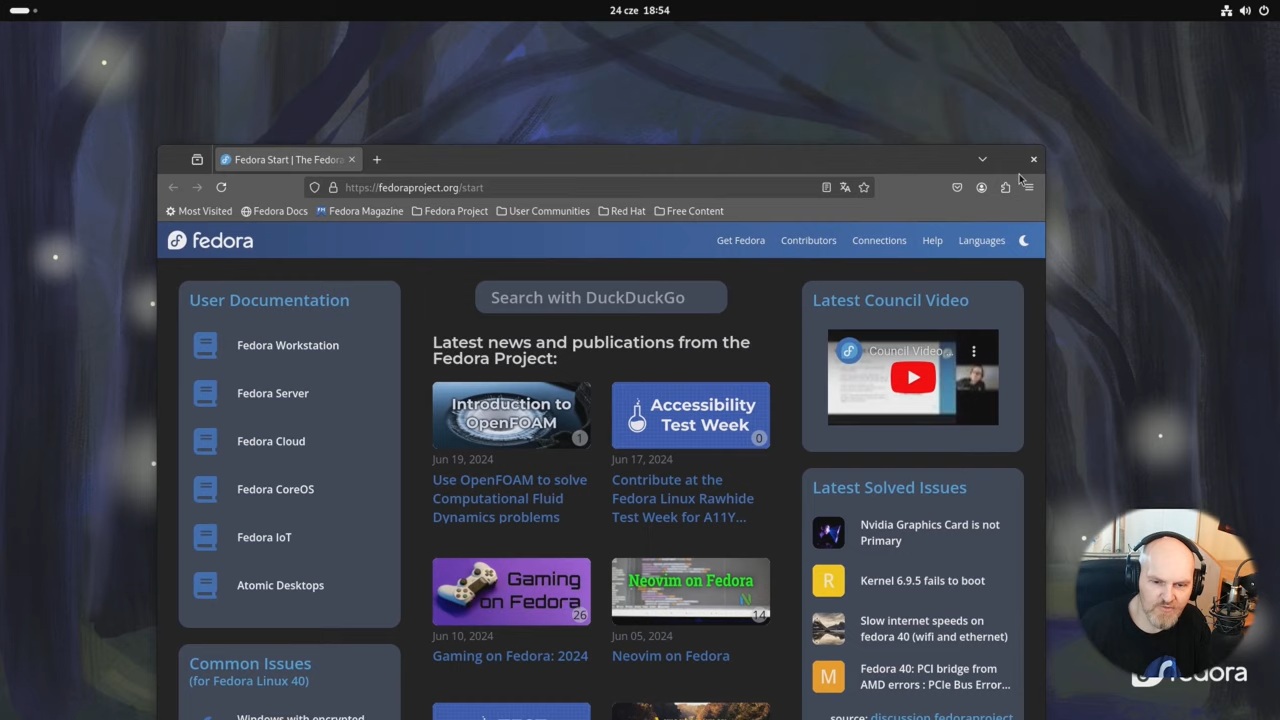 24 cze 18:54
Fedora Start | The Fedora
https://fedoraproject.org/start
Most Visited
Fedora Docs
Fedora Magazine
Fedora Project
User Communities
Red Hat
Free Content
fedora
Get Fedora
Contributors
Connections
Help
Languages
User Documentation
Fedora Workstation
Fedora Server
Fedora Cloud
Fedora CoreOS
Fedora IoT
Atomic Desktops
Common Issues
(for Fedora Linux 40)
Windows with encrypted
Search with DuckDuckGo
Latest news and publications from the
Fedora Project:
Introduction to
OpenFOAM
1
Jun 19, 2024
Use OpenFOAM to solve
Computational Fluid
Dynamics problems
Accessibility
Test Week
0
Jun 17, 2024
Contribute at the
Fedora Linux Rawhide
Test Week for A11Y...
Gaming
on Fedora
26
Jun 10, 2024
Gaming on Fedora: 2024
Neovim on Fedora
14
Jun 05, 2024
Neovim on Fedora
Latest Council Video
Council Video...
Latest Solved Issues
Nvidia Graphics Card is not
Primary
R
Kernel 6.9.5 fails to boot
Slow internet speeds on
fedora 40 (wifi and ethernet)
M
Fedora 40: PCI bridge from
AMD errors : PCIe Bus Error...
source: discussion.fedoraproject
fedora